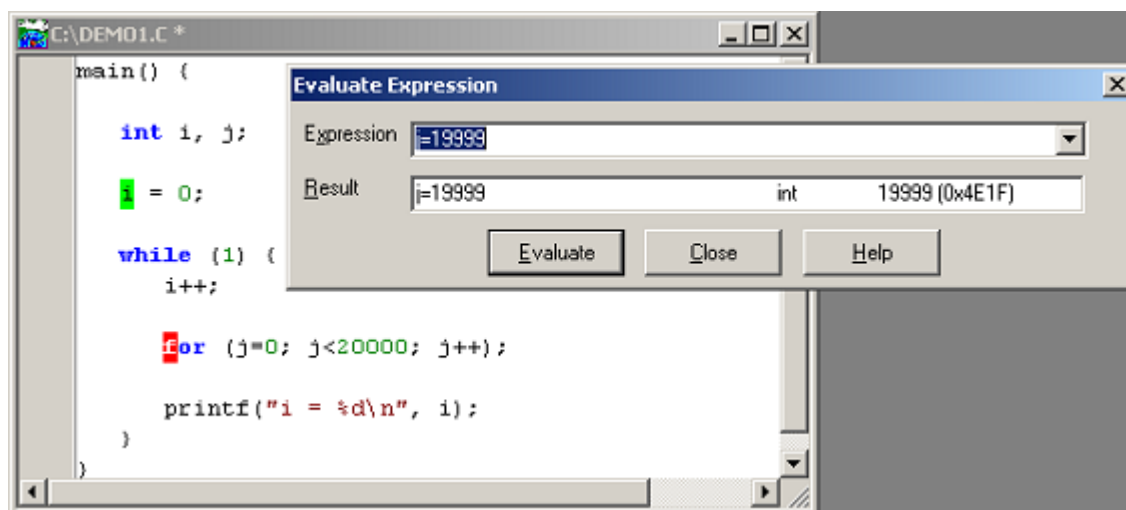 C:\DEMO1.C *
main() {
int i, j;
i = 0;
while (1) {
i++;
for (j=0; j<20000; j++);
printf("i = %d\n", i);
}
}
Evaluate Expression
Expression j=19999
Result j=19999 int 19999 (0x4E1F)
Evaluate Close Help